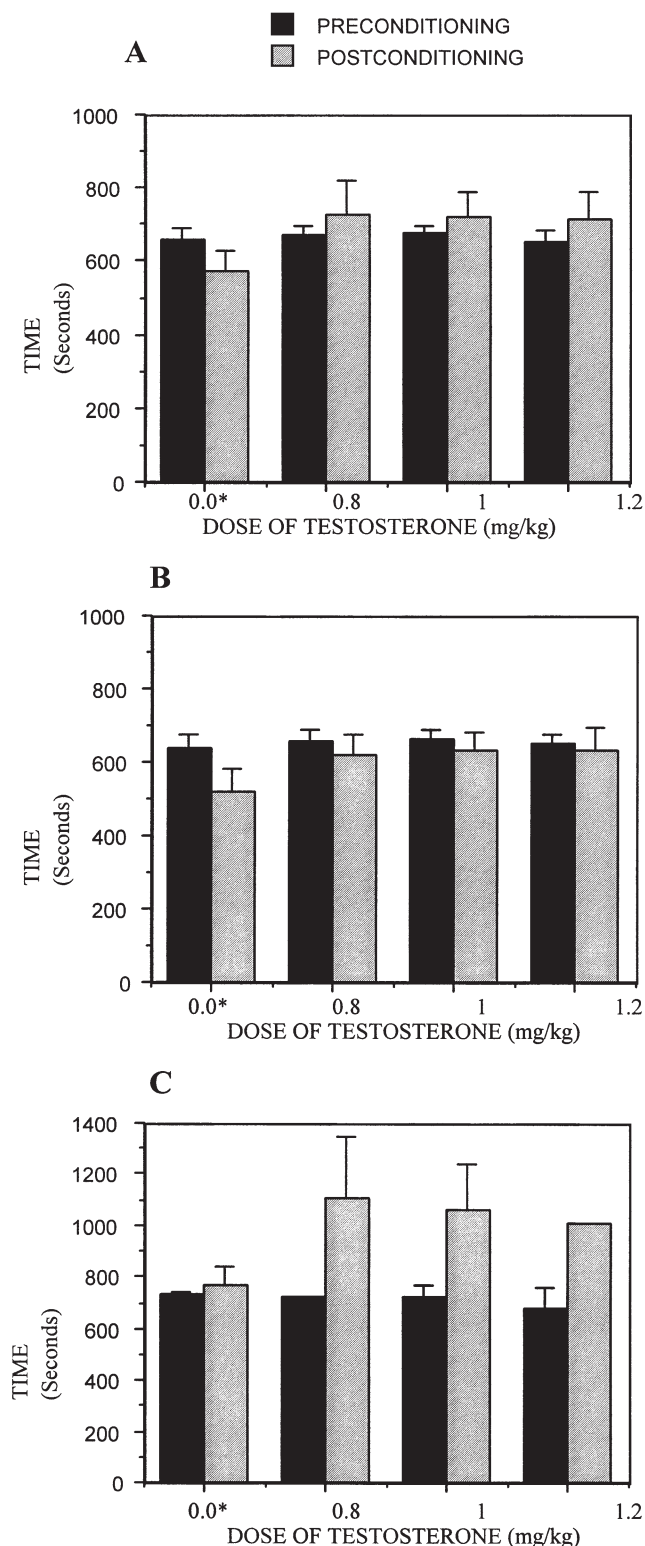 PRECONDITIONING
A
POSTCONDITIONING
1000
800
600
400
200
0
TIME
(Seconds)
0.0* 0.8 1 1.2
DOSE OF TESTOSTERONE (mg/kg)
B
1000
800
600
400
200
0
TIME
(Seconds)
0.0* 0.8 1 1.2
DOSE OF TESTOSTERONE (mg/kg)
C
1400
1200
1000
800
600
400
200
0
TIME
(Seconds)
0.0* 0.8 1 1.2
DOSE OF TESTOSTERONE (mg/kg)